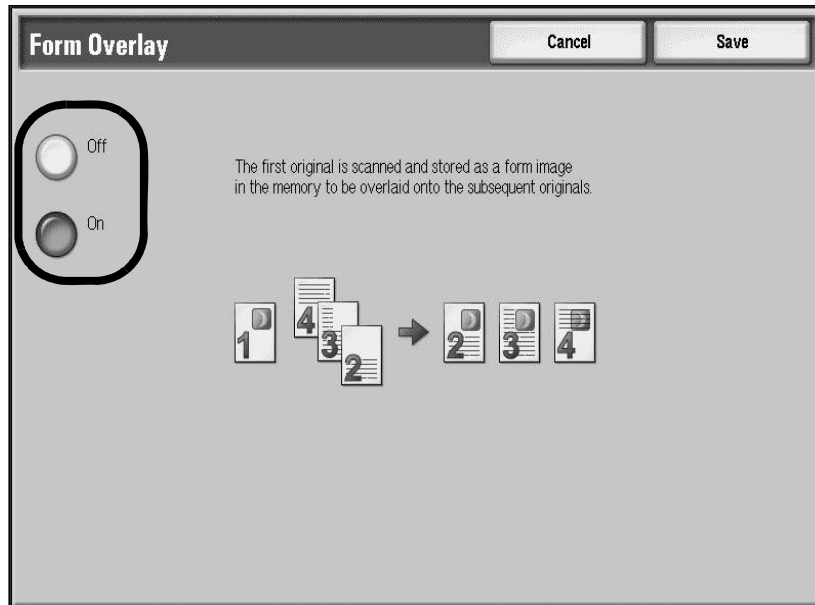 Form Overlay
Cancel
Save
Off
On
The first original is scanned and stored as a form image
in the memory to be overlaid onto the subsequent originals.
1
4
3
2
2
3
4